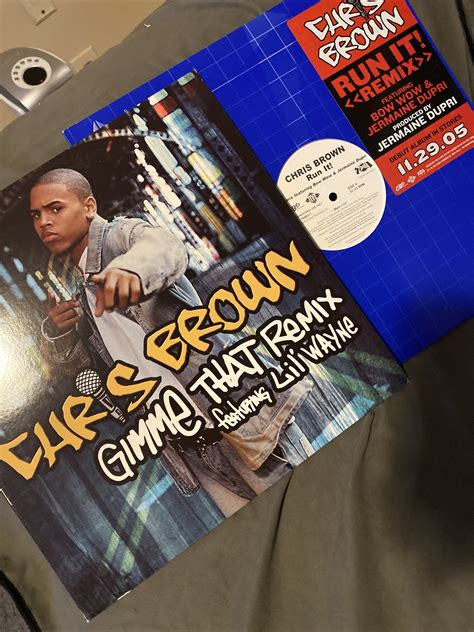 CHRIS BROWN
GIMME THAT REMIX
FEATURING LIL' WAYNE
CHRIS BROWN
Run It!
CHRIS
BROWN
RUN IT!
<<REMIX>>
FEATURING
BOW WOW &
JERMAINE DUPRI
PRODUCED BY
JERMAINE DUPRI
DEBUT ALBUM IN STORES
11.29.05